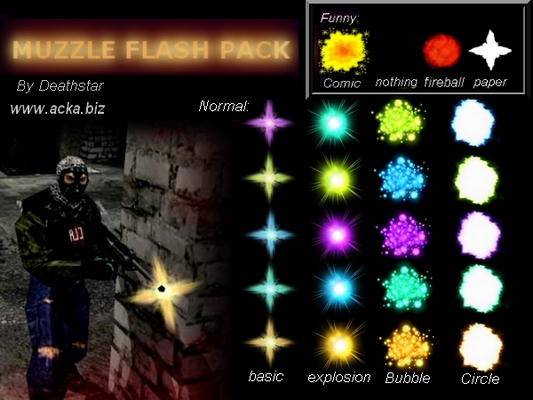 MUZZLE FLASH PACK
By Deathstar
www.acka.biz
Funny:
Comic nothing fireball paper
Normal:
basic explosion Bubble Circle